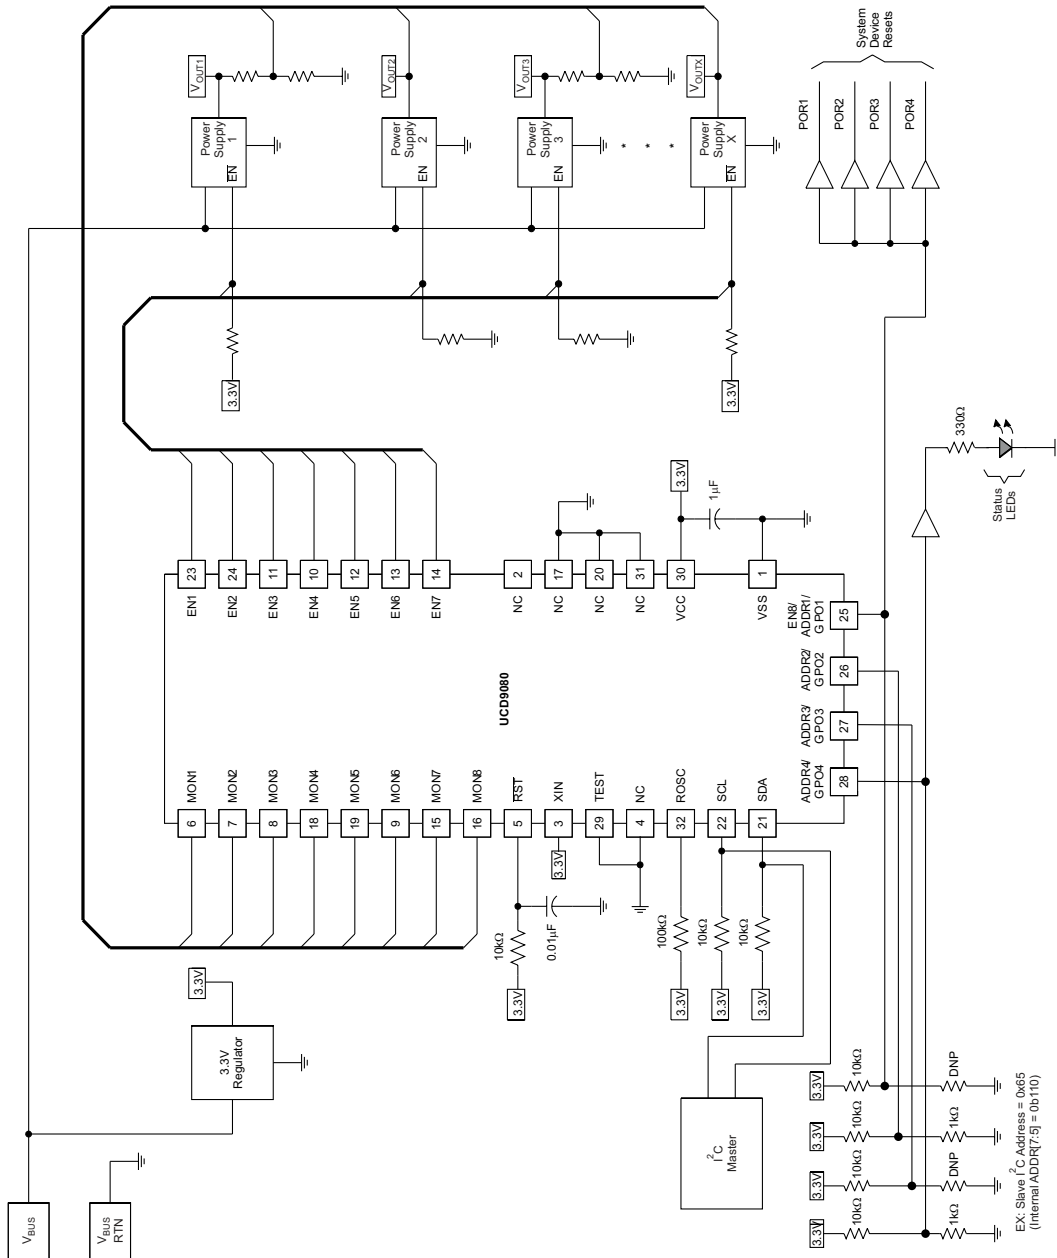 V_BUS
V_BUS
RTN
3.3V
Regulator
3.3V
I²C
Master
EX: Slave I²C Address = 0x65
(Internal ADDR[7:5] = 0b110)
UCD9080
MON1
6
MON2
7
MON3
8
MON4
18
MON5
19
MON6
9
MON7
15
MON8
16
RST
5
XIN
3
TEST
29
NC
4
ROSC
32
SCL
22
SDA
21
3.3V
10kΩ
0.01µF
3.3V
3.3V
100kΩ
3.3V
10kΩ
3.3V
10kΩ
EN1
23
EN2
24
EN3
11
EN4
10
EN5
12
EN6
13
EN7
14
NC
2
NC
17
NC
20
NC
31
VCC
30
VSS
1
3.3V
1µF
ADDR4/
GPO4
28
ADDR3/
GPO3
27
ADDR2/
GPO2
26
EN8/
ADDR1/
GPO1
25
3.3V
10kΩ
DNP
3.3V
10kΩ
1kΩ
3.3V
10kΩ
DNP
3.3V
10kΩ
1kΩ
3.3V
3.3V
Power
Supply
1
EN
V_OUT1
Power
Supply
2
EN
V_OUT2
Power
Supply
3
EN
V_OUT3
* * *
Power
Supply
X
EN
V_OUTX
330Ω
Status
LEDs
POR1
POR2
POR3
POR4
System
Device
Resets